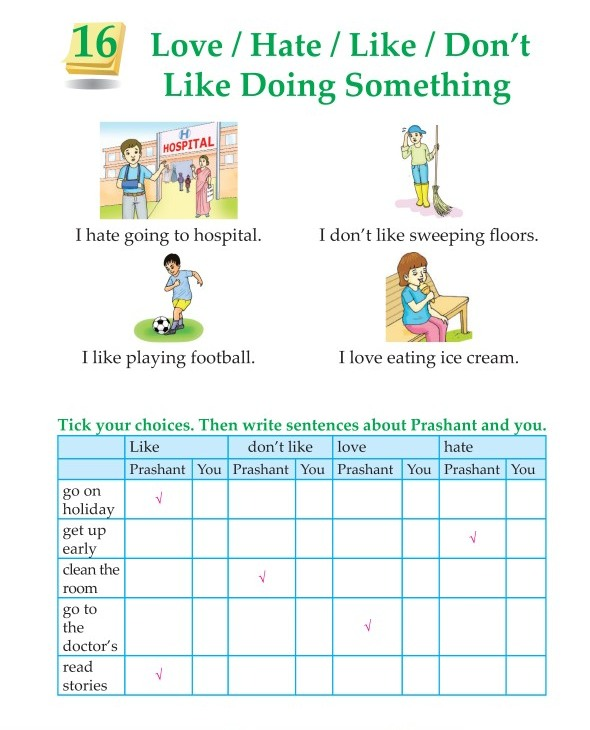 16
Love / Hate / Like / Don't
Like Doing Something
H
HOSPITAL
I hate going to hospital.
I don't like sweeping floors.
I like playing football.
I love eating ice cream.
Tick your choices. Then write sentences about Prashant and you.
Like don't like love hate
Prashant You Prashant You Prashant You Prashant You
go on
holiday
√
get up
early
√
clean the
room
√
go to
the
doctor's
√
read
stories
√